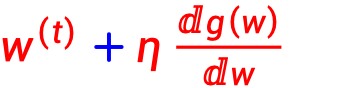 w^(t) + η ⅆg(w)/ⅆw